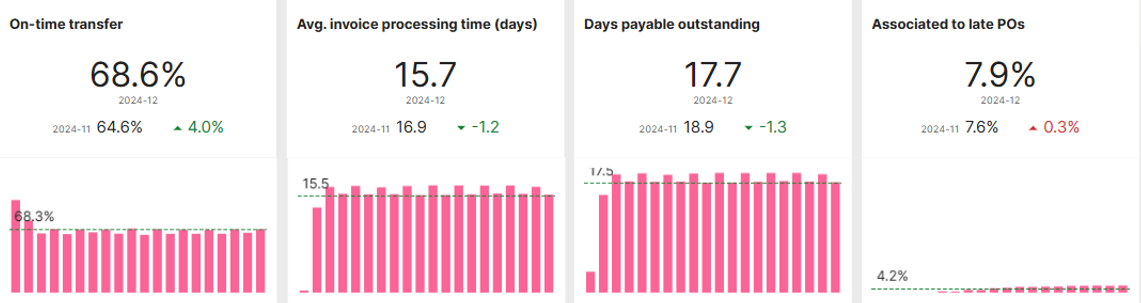 On-time transfer
68.6%
2024-12
2024-11 64.6% 4.0%
68.3%
Avg. invoice processing time (days)
15.7
2024-12
2024-11 16.9 -1.2
15.5
Days payable outstanding
17.7
2024-12
2024-11 18.9 -1.3
17.5
Associated to late POs
7.9%
2024-12
2024-11 7.6% 0.3%
4.2%